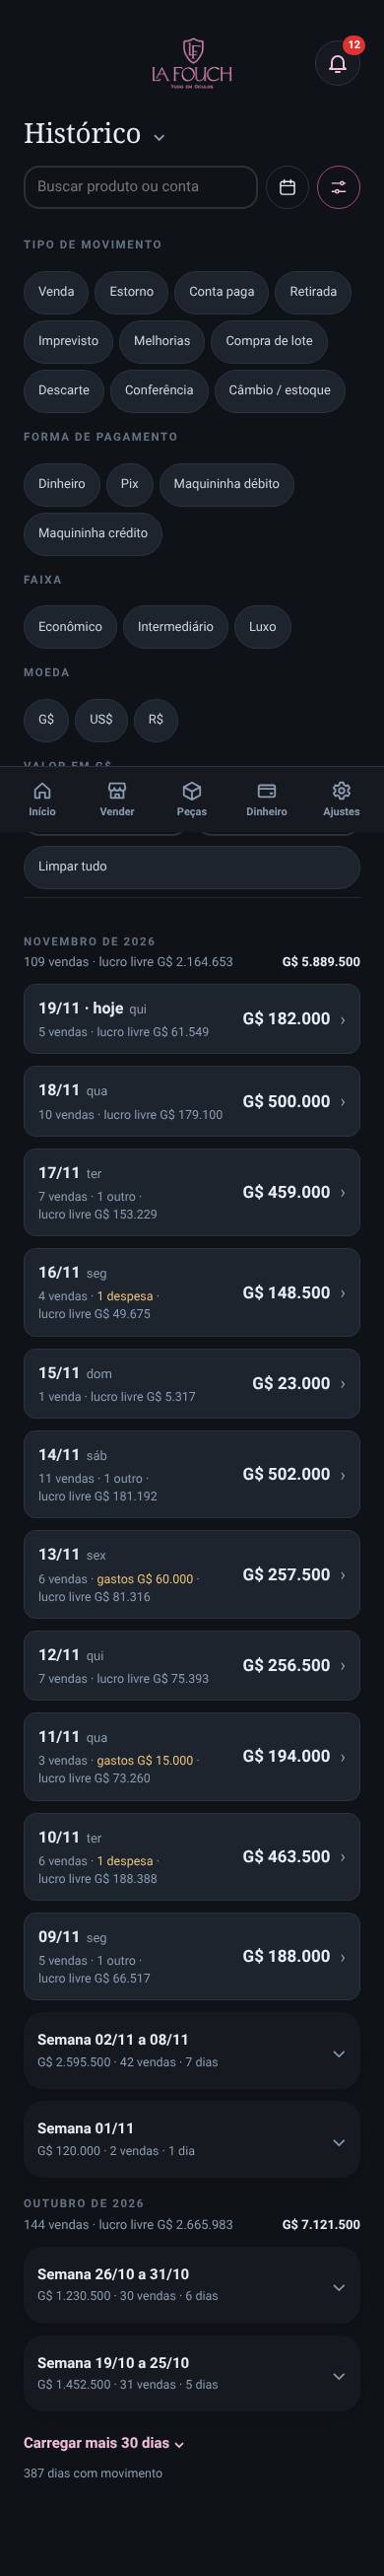 12
LA FOUCH
TUDO EM ÓCULOS
Histórico
Buscar produto ou conta
TIPO DE MOVIMENTO
Venda Estorno Conta paga Retirada
Imprevisto Melhorias Compra de lote
Descarte Conferência Câmbio / estoque
FORMA DE PAGAMENTO
Dinheiro Pix Maquininha débito
Maquininha crédito
FAIXA
Econômico Intermediário Luxo
MOEDA
G$ US$ R$
VALOR EM G$
Início Vender Peças Dinheiro Ajustes
Limpar tudo
NOVEMBRO DE 2026
109 vendas · lucro livre G$ 2.164.653 G$ 5.889.500
19/11 · hoje qui
5 vendas · lucro livre G$ 61.549
G$ 182.000 ›
18/11 qua
10 vendas · lucro livre G$ 179.100
G$ 500.000 ›
17/11 ter
7 vendas · 1 outro ·
lucro livre G$ 153.229
G$ 459.000 ›
16/11 seg
4 vendas · 1 despesa ·
lucro livre G$ 49.675
G$ 148.500 ›
15/11 dom
1 venda · lucro livre G$ 5.317
G$ 23.000 ›
14/11 sáb
11 vendas · 1 outro ·
lucro livre G$ 181.192
G$ 502.000 ›
13/11 sex
6 vendas · gastos G$ 60.000 ·
lucro livre G$ 81.316
G$ 257.500 ›
12/11 qui
7 vendas · lucro livre G$ 75.393
G$ 256.500 ›
11/11 qua
3 vendas · gastos G$ 15.000 ·
lucro livre G$ 73.260
G$ 194.000 ›
10/11 ter
6 vendas · 1 despesa ·
lucro livre G$ 188.388
G$ 463.500 ›
09/11 seg
5 vendas · 1 outro ·
lucro livre G$ 66.517
G$ 188.000 ›
Semana 02/11 a 08/11
G$ 2.595.500 · 42 vendas · 7 dias
Semana 01/11
G$ 120.000 · 2 vendas · 1 dia
OUTUBRO DE 2026
144 vendas · lucro livre G$ 2.665.983 G$ 7.121.500
Semana 26/10 a 31/10
G$ 1.230.500 · 30 vendas · 6 dias
Semana 19/10 a 25/10
G$ 1.452.500 · 31 vendas · 5 dias
Carregar mais 30 dias
387 dias com movimento